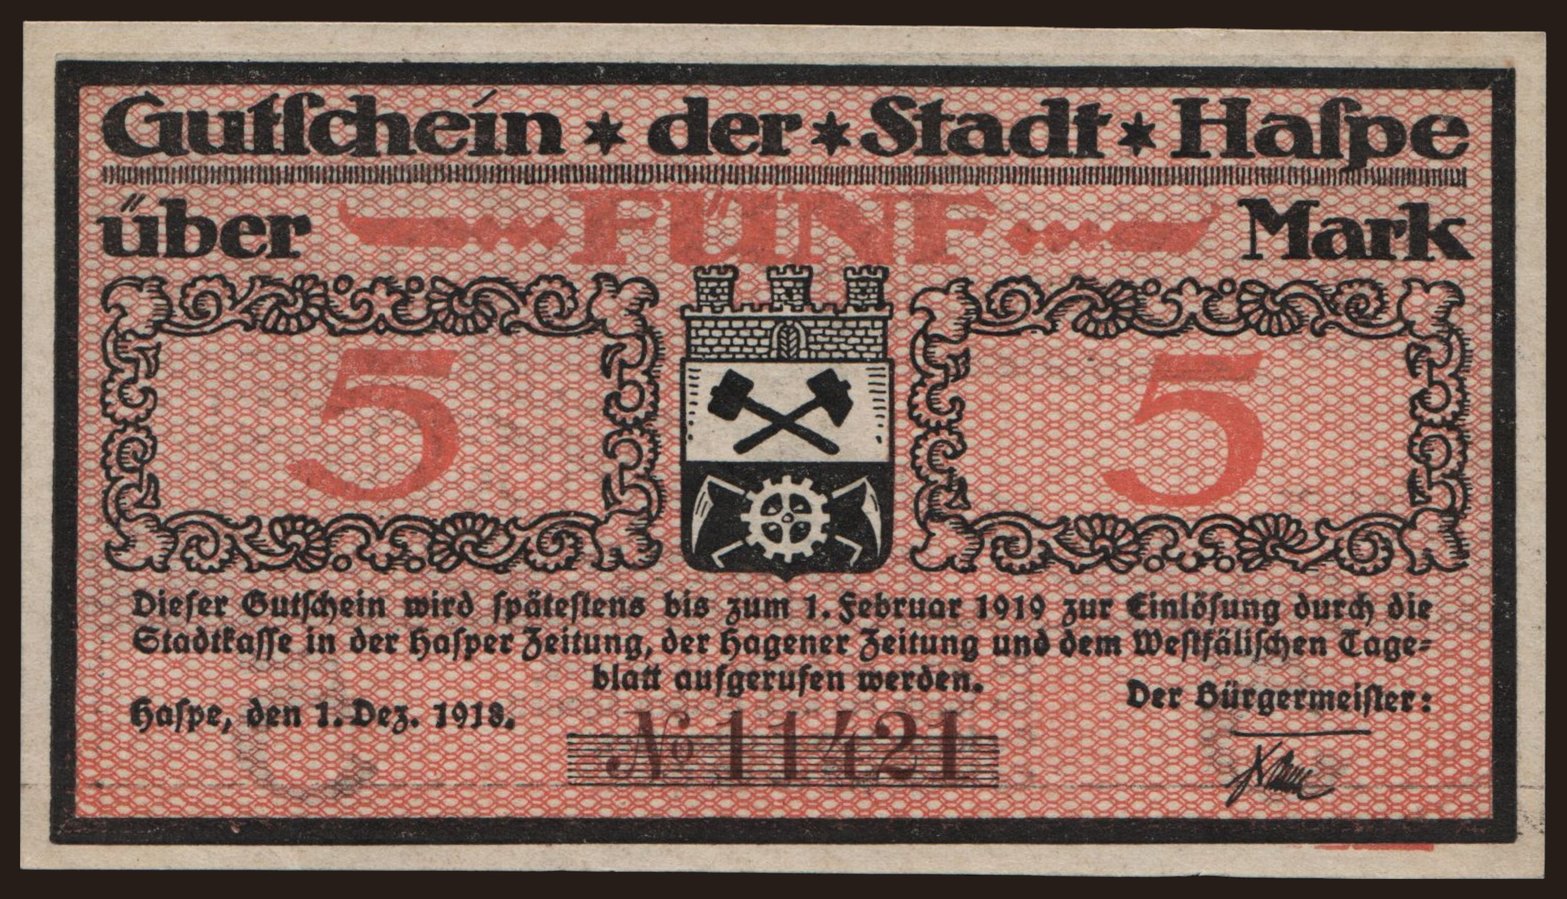 Gutschein * der * Stadt * Haspe
über FÜNF Mark
5 5
Dieser Gutschein wird spätestens bis zum 1. Februar 1919 zur Einlösung durch die
Stadtkasse in der Hasper Zeitung, der Hagener Zeitung und dem Westfälischen Tage=
blatt aufgerufen werden.
Haspe, den 1. Dez. 1918.
Der Bürgermeister:
No 11421